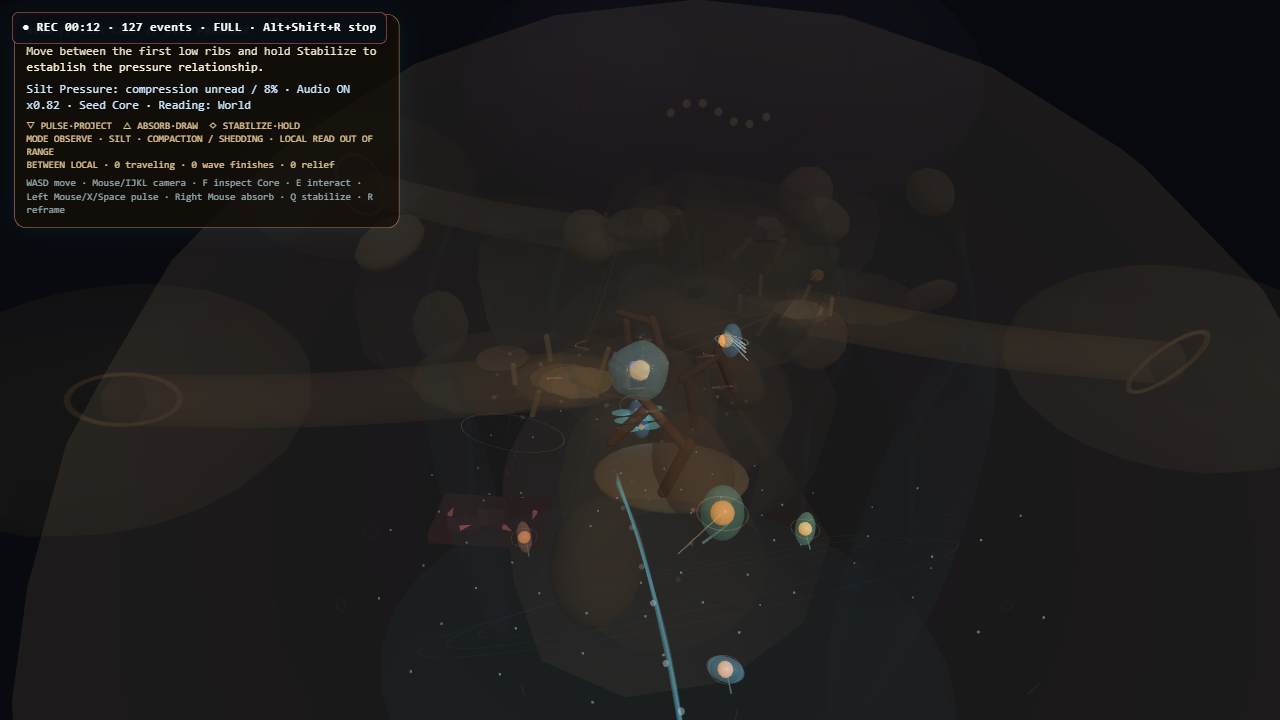 ● REC 00:12 · 127 events · FULL · Alt+Shift+R stop
Move between the first low ribs and hold Stabilize to
establish the pressure relationship.
Silt Pressure: compression unread / 8% · Audio ON
x0.82 · Seed Core · Reading: World
▽ PULSE·PROJECT △ ABSORB·DRAW ◇ STABILIZE·HOLD
MODE OBSERVE · SILT · COMPACTION / SHEDDING · LOCAL READ OUT OF
RANGE
BETWEEN LOCAL · 0 traveling · 0 wave finishes · 0 relief
WASD move · Mouse/IJKL camera · F inspect Core · E interact ·
Left Mouse/X/Space pulse · Right Mouse absorb · Q stabilize · R
reframe